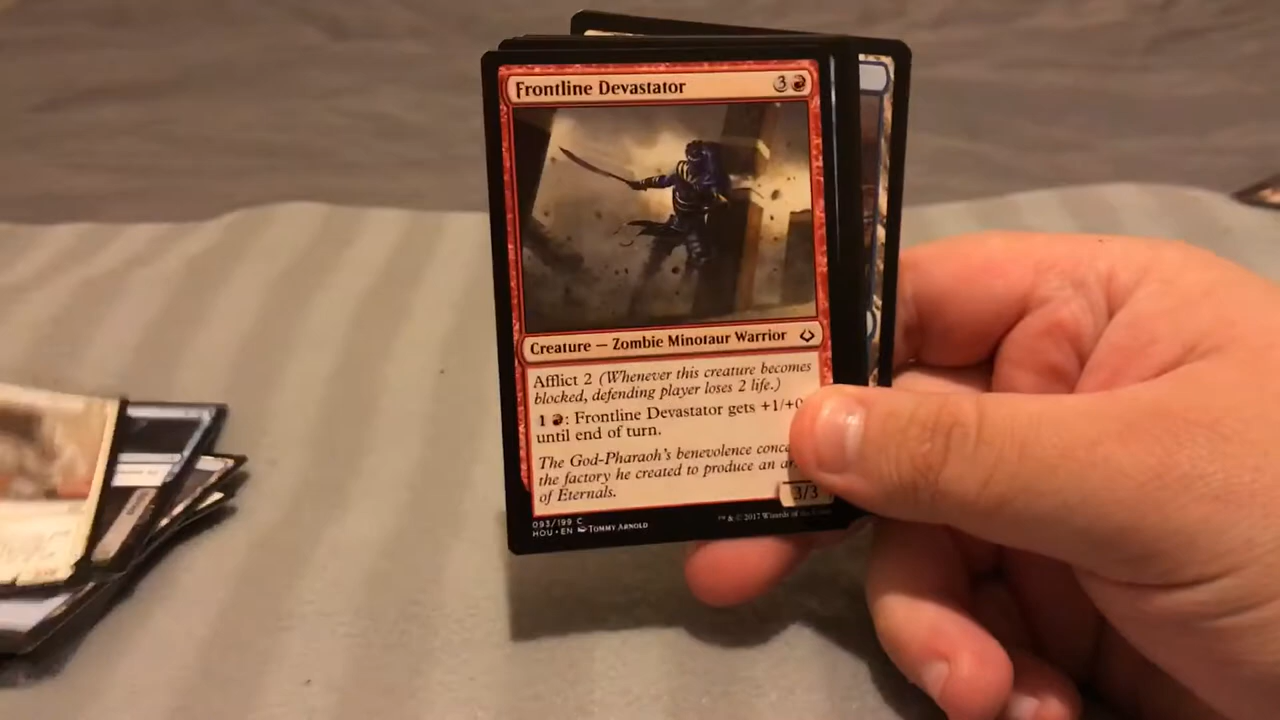 Frontline Devastator 3
Creature — Zombie Minotaur Warrior
Afflict 2 (Whenever this creature becomes
blocked, defending player loses 2 life.)
1 : Frontline Devastator gets +1/+0
until end of turn.
The God-Pharaoh's benevolence
the factory he created to produce an
of Eternals.
3/3
093/199 C
HOU • EN TOMMY ARNOLD
™ & © 2017 Wizards of the Coast